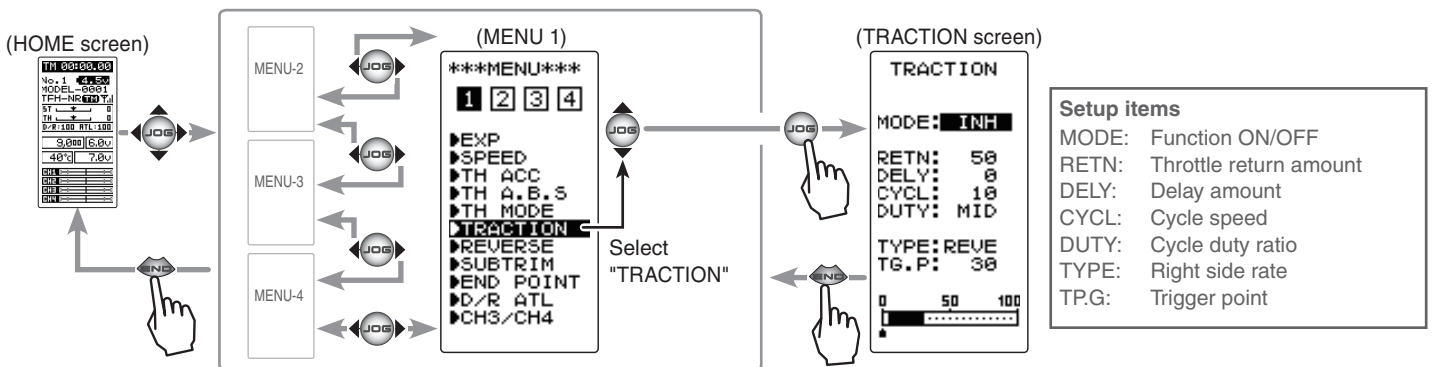 (HOME screen)
TM 00:00.00
No.1 4.5V
MODEL-0001
TFH-NR TM
ST 0
TH 0
D/R:100 ATL:100
9,000 6.0V
40℃ 7.0V
CH1
CH2
CH3
CH4
JOG
END
MENU-2
MENU-3
MENU-4
JOG
JOG
JOG
JOG
(MENU 1)
***MENU***
1 2 3 4
EXP
SPEED
TH ACC
TH A.B.S
TH MODE
TRACTION
REVERSE
SUBTRIM
END POINT
D/R ATL
CH3/CH4
JOG
Select
"TRACTION"
JOG
END
(TRACTION screen)
TRACTION
MODE: INH
RETN: 50
DELY: 0
CYCL: 10
DUTY: MID
TYPE:REVE
TG.P: 30
0 50 100
Setup items
MODE: Function ON/OFF
RETN: Throttle return amount
DELY: Delay amount
CYCL: Cycle speed
DUTY: Cycle duty ratio
TYPE: Right side rate
TP.G: Trigger point